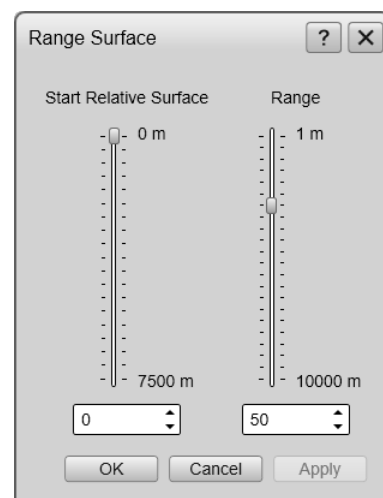 Range Surface ?
Start Relative Surface Range
0 m 1 m
7500 m 10000 m
0 50
OK Cancel Apply